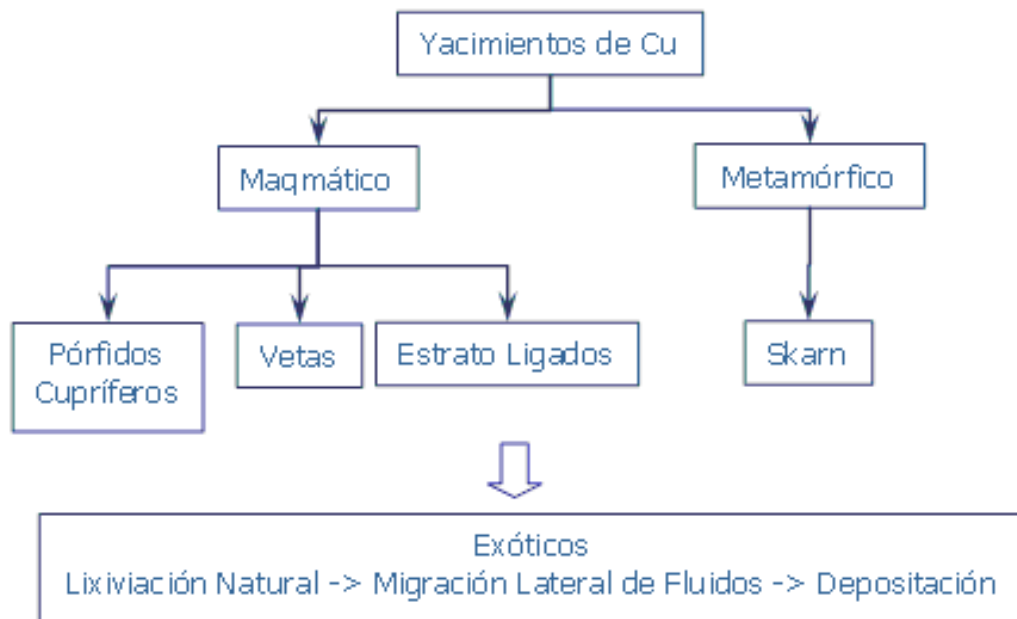 Yacimientos de Cu
Maqmático
Metamórfico
Pórfidos
Cupríferos
Vetas
Estrato Ligados
Skarn
Exóticos
Lixiviación Natural -> Migración Lateral de Fluidos -> Depositación